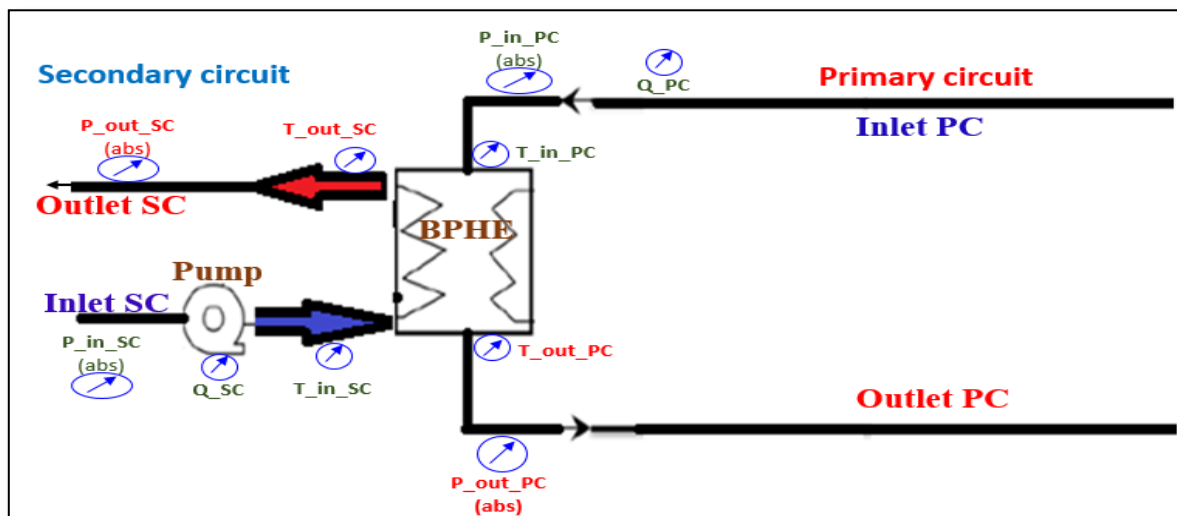 P_in_PC
(abs)
Q_PC
Secondary circuit
Primary circuit
Inlet PC
P_out_SC
(abs)
T_out_SC
T_in_PC
Outlet SC
BPHE
Pump
Inlet SC
P_in_SC
(abs)
Q_SC
T_in_SC
T_out_PC
Outlet PC
P_out_PC
(abs)